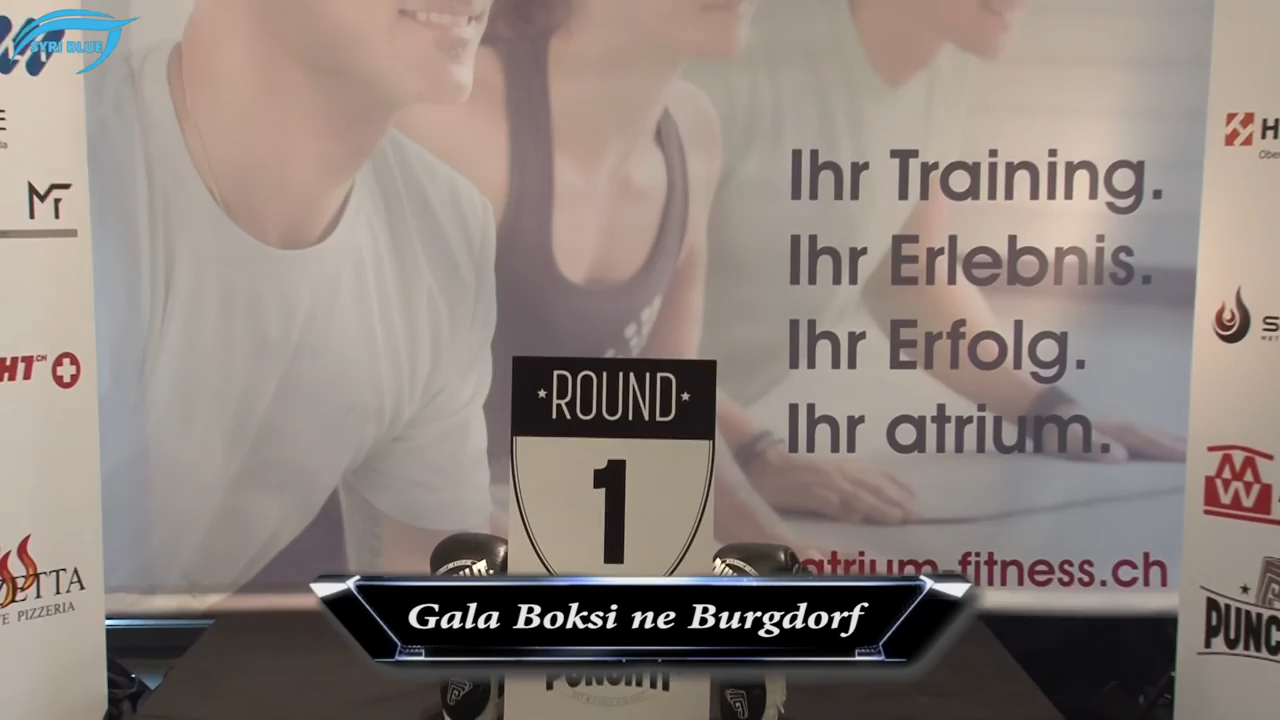 SYRI BLUE
Ihr Training.
Ihr Erlebnis.
Ihr Erfolg.
Ihr atrium.
atrium-fitness.ch
ROUND
1
Gala Boksi ne Burgdorf
PIZZERIA
MW